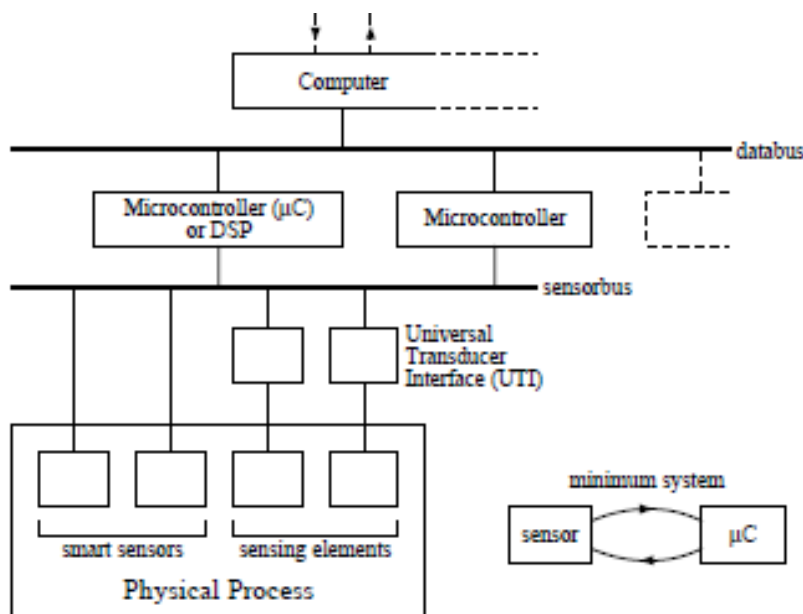 Computer
databus
Microcontroller (μC)
or DSP
Microcontroller
sensorbus
Universal
Transducer
Interface (UTI)
minimum system
sensor
μC
smart sensors
sensing elements
Physical Process